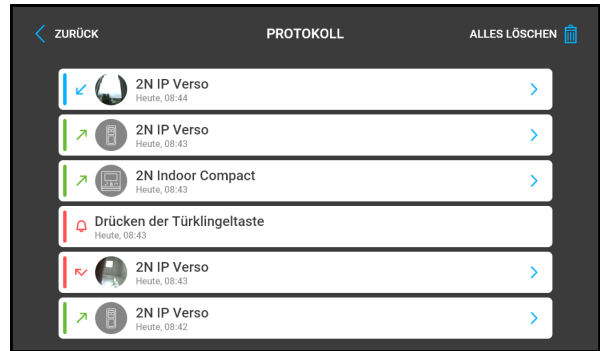 ZURÜCK
PROTOKOLL
ALLES LÖSCHEN
2N IP Verso
Heute, 08:44
2N IP Verso
Heute, 08:43
2N Indoor Compact
Heute, 08:43
Drücken der Türklingeltaste
Heute, 08:43
2N IP Verso
Heute, 08:43
2N IP Verso
Heute, 08:42